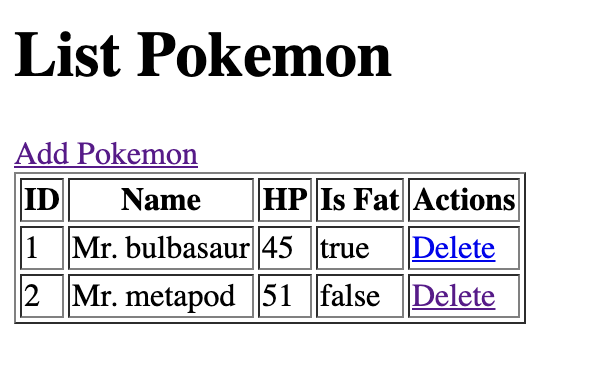 List Pokemon
Add Pokemon
ID Name HP Is Fat Actions
1 Mr. bulbasaur 45 true Delete
2 Mr. metapod 51 false Delete